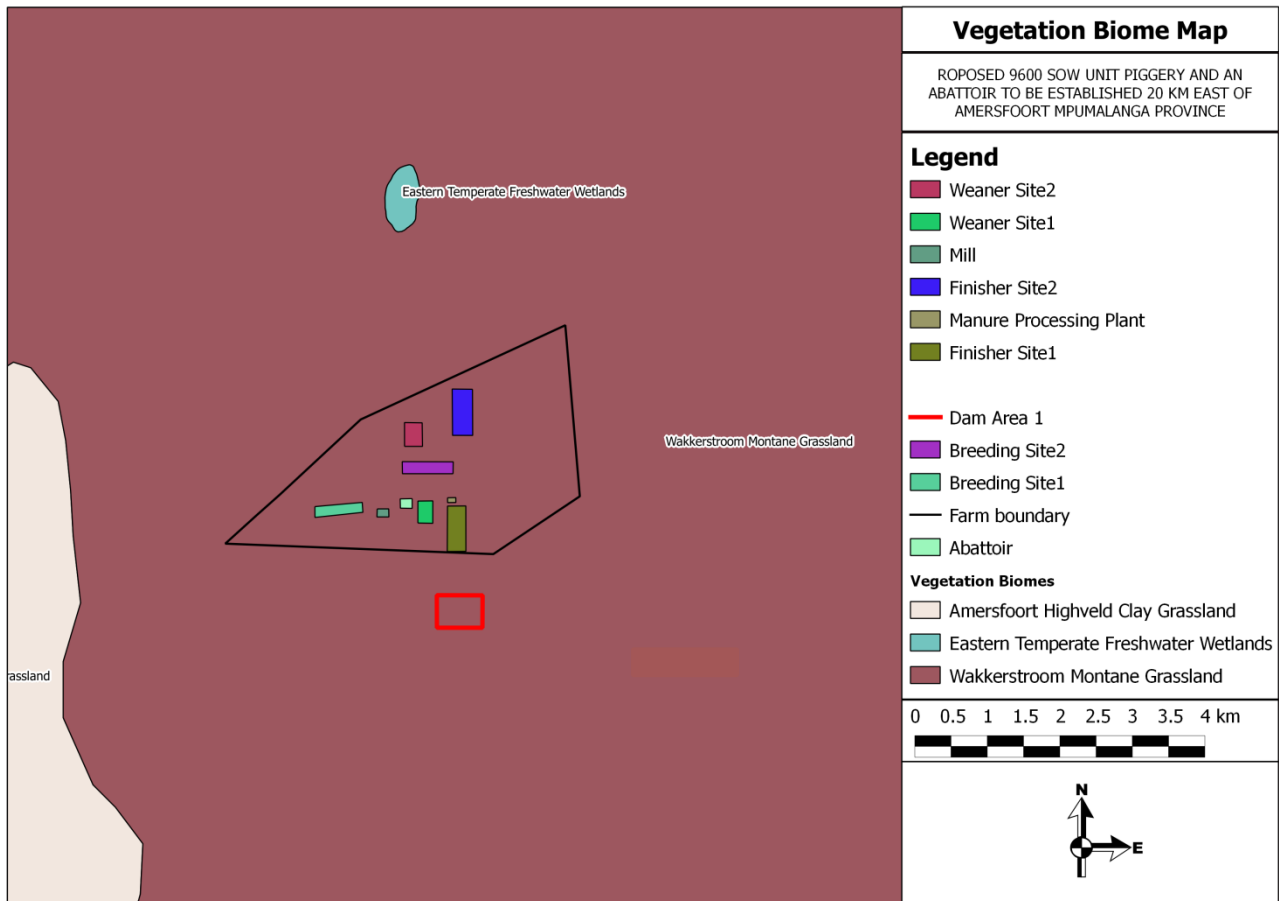 Vegetation Biome Map
ROPOSED 9600 SOW UNIT PIGGERY AND AN
ABATTOIR TO BE ESTABLISHED 20 KM EAST OF
AMERSFOORT MPUMALANGA PROVINCE
Legend
Weaner Site2
Weaner Site1
Mill
Finisher Site2
Manure Processing Plant
Finisher Site1
Dam Area 1
Breeding Site2
Breeding Site1
Farm boundary
Abattoir
Vegetation Biomes
Amersfoort Highveld Clay Grassland
Eastern Temperate Freshwater Wetlands
Wakkerstroom Montane Grassland
0 0.5 1 1.5 2 2.5 3 3.5 4 km
N
E
Eastern Temperate Freshwater Wetlands
Wakkerstroom Montane Grassland
rassland